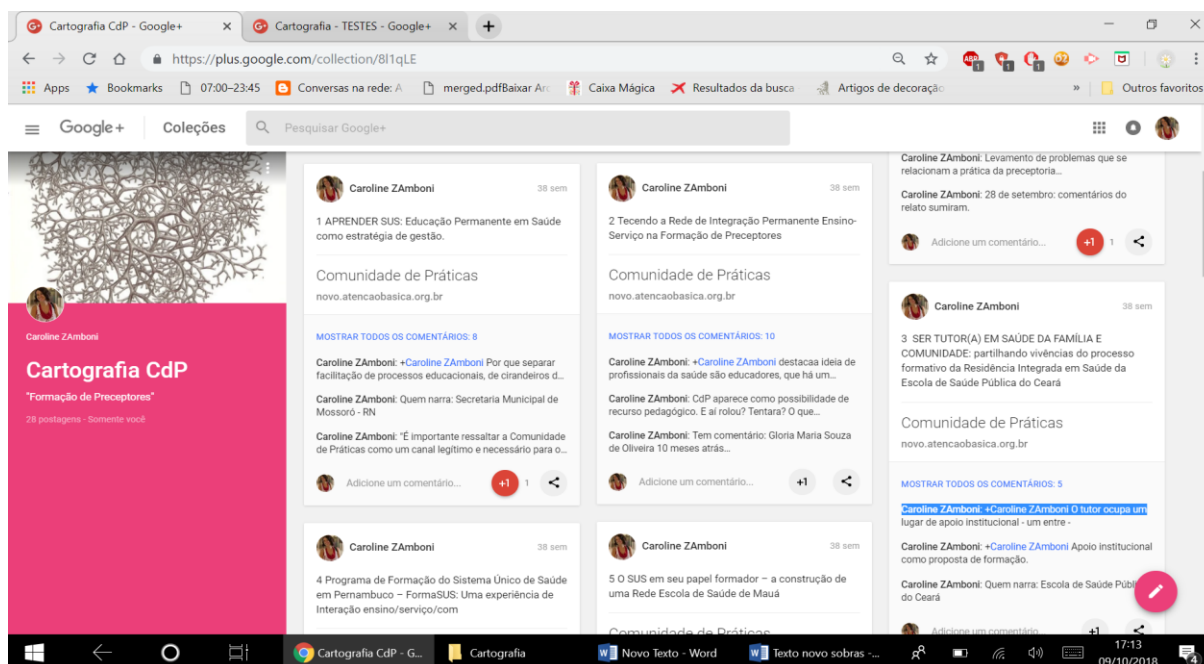 Cartografia CdP - Google+
Cartografia - TESTES - Google+
https://plus.google.com/collection/8l1qLE
Apps
Bookmarks
07:00–23:45
Conversas na rede: A
merged.pdfBaixar Arc
Caixa Mágica
Resultados da busca
Artigos de decoração
»
Outros favoritos
Google+
Coleções
Pesquisar Google+
Caroline ZAmboni
Cartografia CdP
"Formação de Preceptores"
28 postagens - Somente você
Caroline ZAmboni 38 sem
1 APRENDER SUS: Educação Permanente em Saúde
como estratégia de gestão.
Comunidade de Práticas
novo.atencaobasica.org.br
MOSTRAR TODOS OS COMENTÁRIOS: 8
Caroline ZAmboni: +Caroline ZAmboni Por que separar
facilitação de processos educacionais, de cirandeiros d...
Caroline ZAmboni: Quem narra: Secretaria Municipal de
Mossoró - RN
Caroline ZAmboni: "É importante ressaltar a Comunidade
de Práticas como um canal legítimo e necessário para o...
Adicione um comentário... +1 1
Caroline ZAmboni 38 sem
4 Programa de Formação do Sistema Único de Saúde
em Pernambuco – FormaSUS: Uma experiência de
Interação ensino/serviço/com
Caroline ZAmboni 38 sem
2 Tecendo a Rede de Integração Permanente Ensino-
Serviço na Formação de Preceptores
Comunidade de Práticas
novo.atencaobasica.org.br
MOSTRAR TODOS OS COMENTÁRIOS: 10
Caroline ZAmboni: +Caroline ZAmboni destacaa ideia de
profissionais da saúde são educadores, que há um...
Caroline ZAmboni: CdP aparece como possibilidade de
recurso pedagógico. E aí rolou? Tentara? O que...
Caroline ZAmboni: Tem comentário: Gloria Maria Souza
de Oliveira 10 meses atrás...
Adicione um comentário... +1
Caroline ZAmboni 38 sem
5 O SUS em seu papel formador – a construção de
uma Rede Escola de Saúde de Mauá
Comunidade de Práticas
Caroline ZAmboni: Levamento de problemas que se
relacionam a prática da preceptoria...
Caroline ZAmboni: 28 de setembro: comentários do
relato sumiram.
Adicione um comentário... +1 1
Caroline ZAmboni 38 sem
3 SER TUTOR(A) EM SAÚDE DA FAMÍLIA E
COMUNIDADE: partilhando vivências do processo
formativo da Residência Integrada em Saúde da
Escola de Saúde Pública do Ceará
Comunidade de Práticas
novo.atencaobasica.org.br
MOSTRAR TODOS OS COMENTÁRIOS: 5
Caroline ZAmboni: +Caroline ZAmboni O tutor ocupa um
lugar de apoio institucional - um entre -
Caroline ZAmboni: +Caroline ZAmboni Apoio institucional
como proposta de formação.
Caroline ZAmboni: Quem narra: Escola de Saúde Públ
do Ceará
Adicione um comentário... +1
Cartografia CdP - G...
Cartografia
Novo Texto - Word
Texto novo sobras -...
17:13
09/10/2018